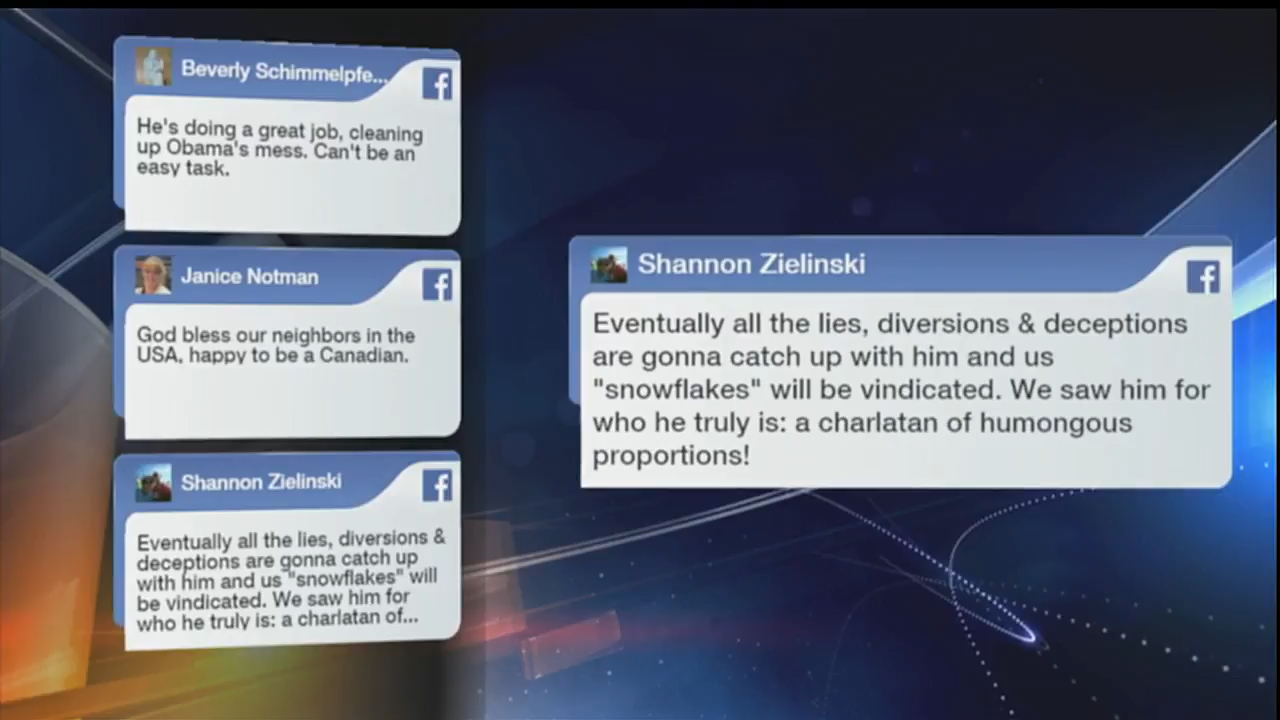 Beverly Schimmelpfe...
He's doing a great job, cleaning
up Obama's mess. Can't be an
easy task.
Janice Notman
God bless our neighbors in the
USA, happy to be a Canadian.
Shannon Zielinski
Eventually all the lies, diversions &
deceptions are gonna catch up
with him and us "snowflakes" will
be vindicated. We saw him for
who he truly is: a charlatan of...
Shannon Zielinski
Eventually all the lies, diversions & deceptions
are gonna catch up with him and us
"snowflakes" will be vindicated. We saw him for
who he truly is: a charlatan of humongous
proportions!